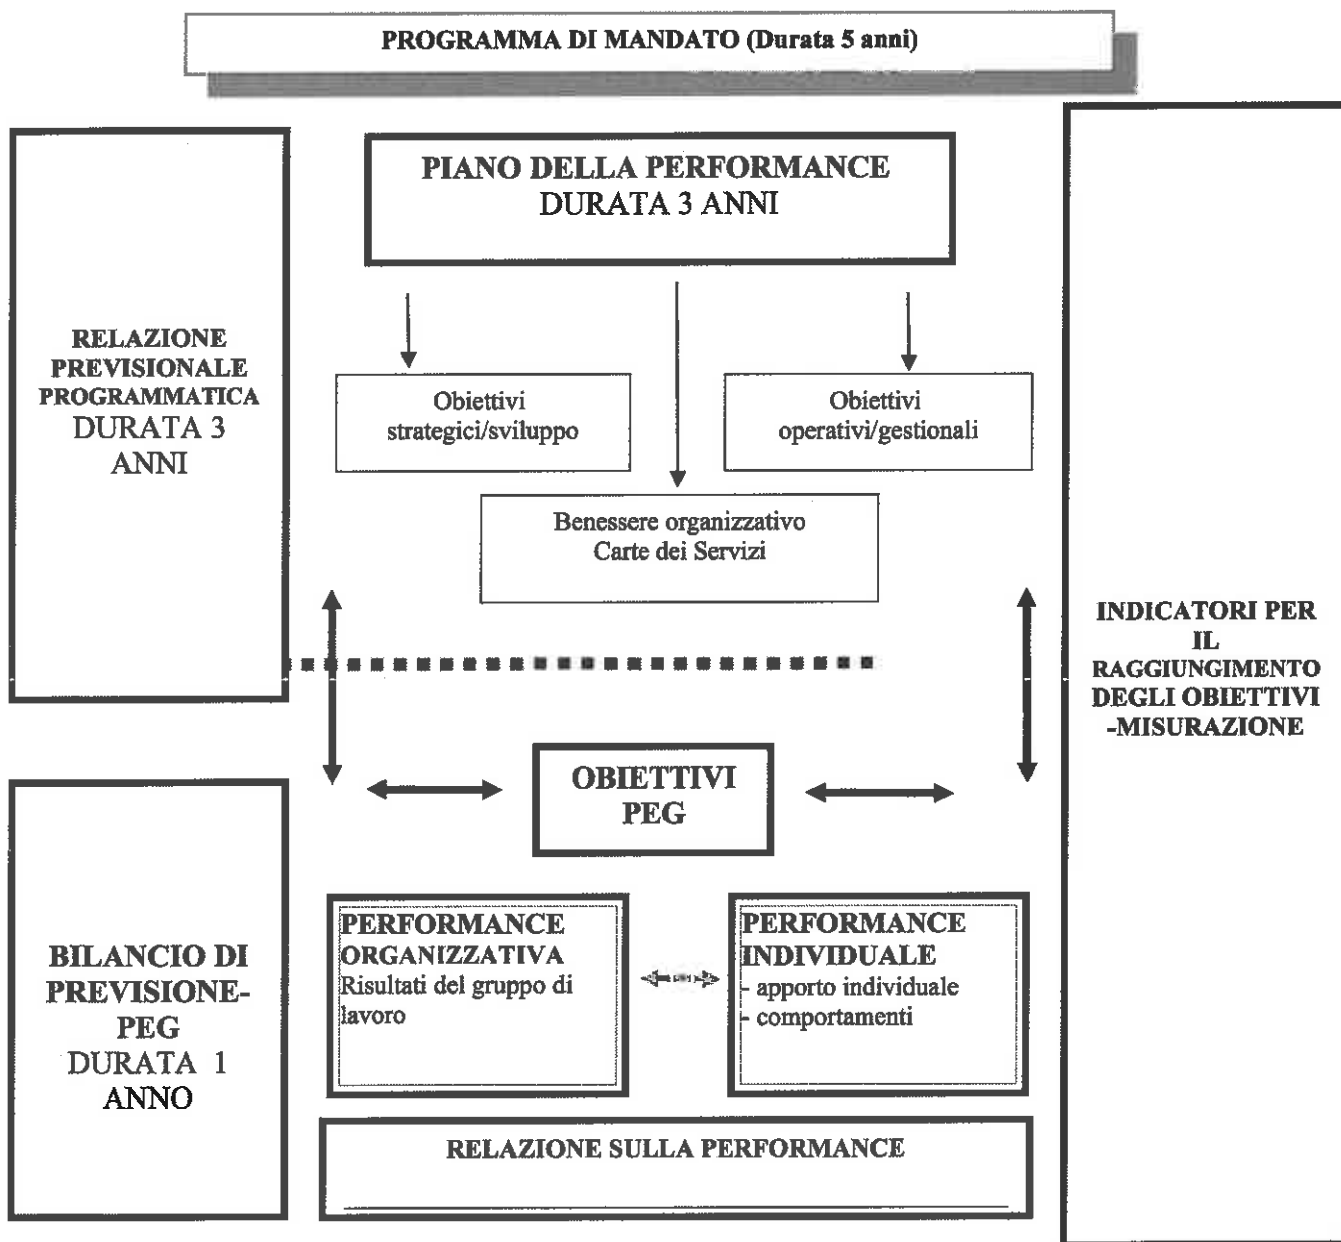 PROGRAMMA DI MANDATO (Durata 5 anni)
PIANO DELLA PERFORMANCE
DURATA 3 ANNI
RELAZIONE
PREVISIONALE
PROGRAMMATICA
DURATA 3
ANNI
Obiettivi
strategici/sviluppo
Obiettivi
operativi/gestionali
Benessere organizzativo
Carte dei Servizi
INDICATORI PER
IL
RAGGIUNGIMENTO
DEGLI OBIETTIVI
-MISURAZIONE
OBIETTIVI
PEG
BILANCIO DI
PREVISIONE-
PEG
DURATA 1
ANNO
PERFORMANCE
ORGANIZZATIVA
Risultati del gruppo di
lavoro
PERFORMANCE
INDIVIDUALE
- apporto individuale
- comportamenti
RELAZIONE SULLA PERFORMANCE